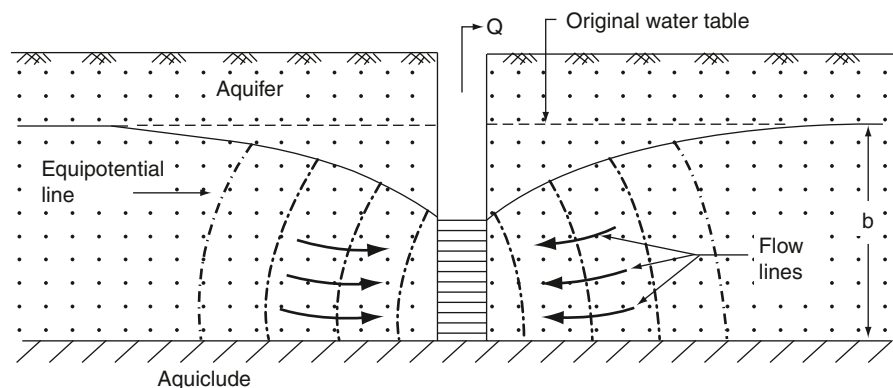 Q
Original water table
Aquifer
Equipotential
line
b
Flow
lines
Aquiclude